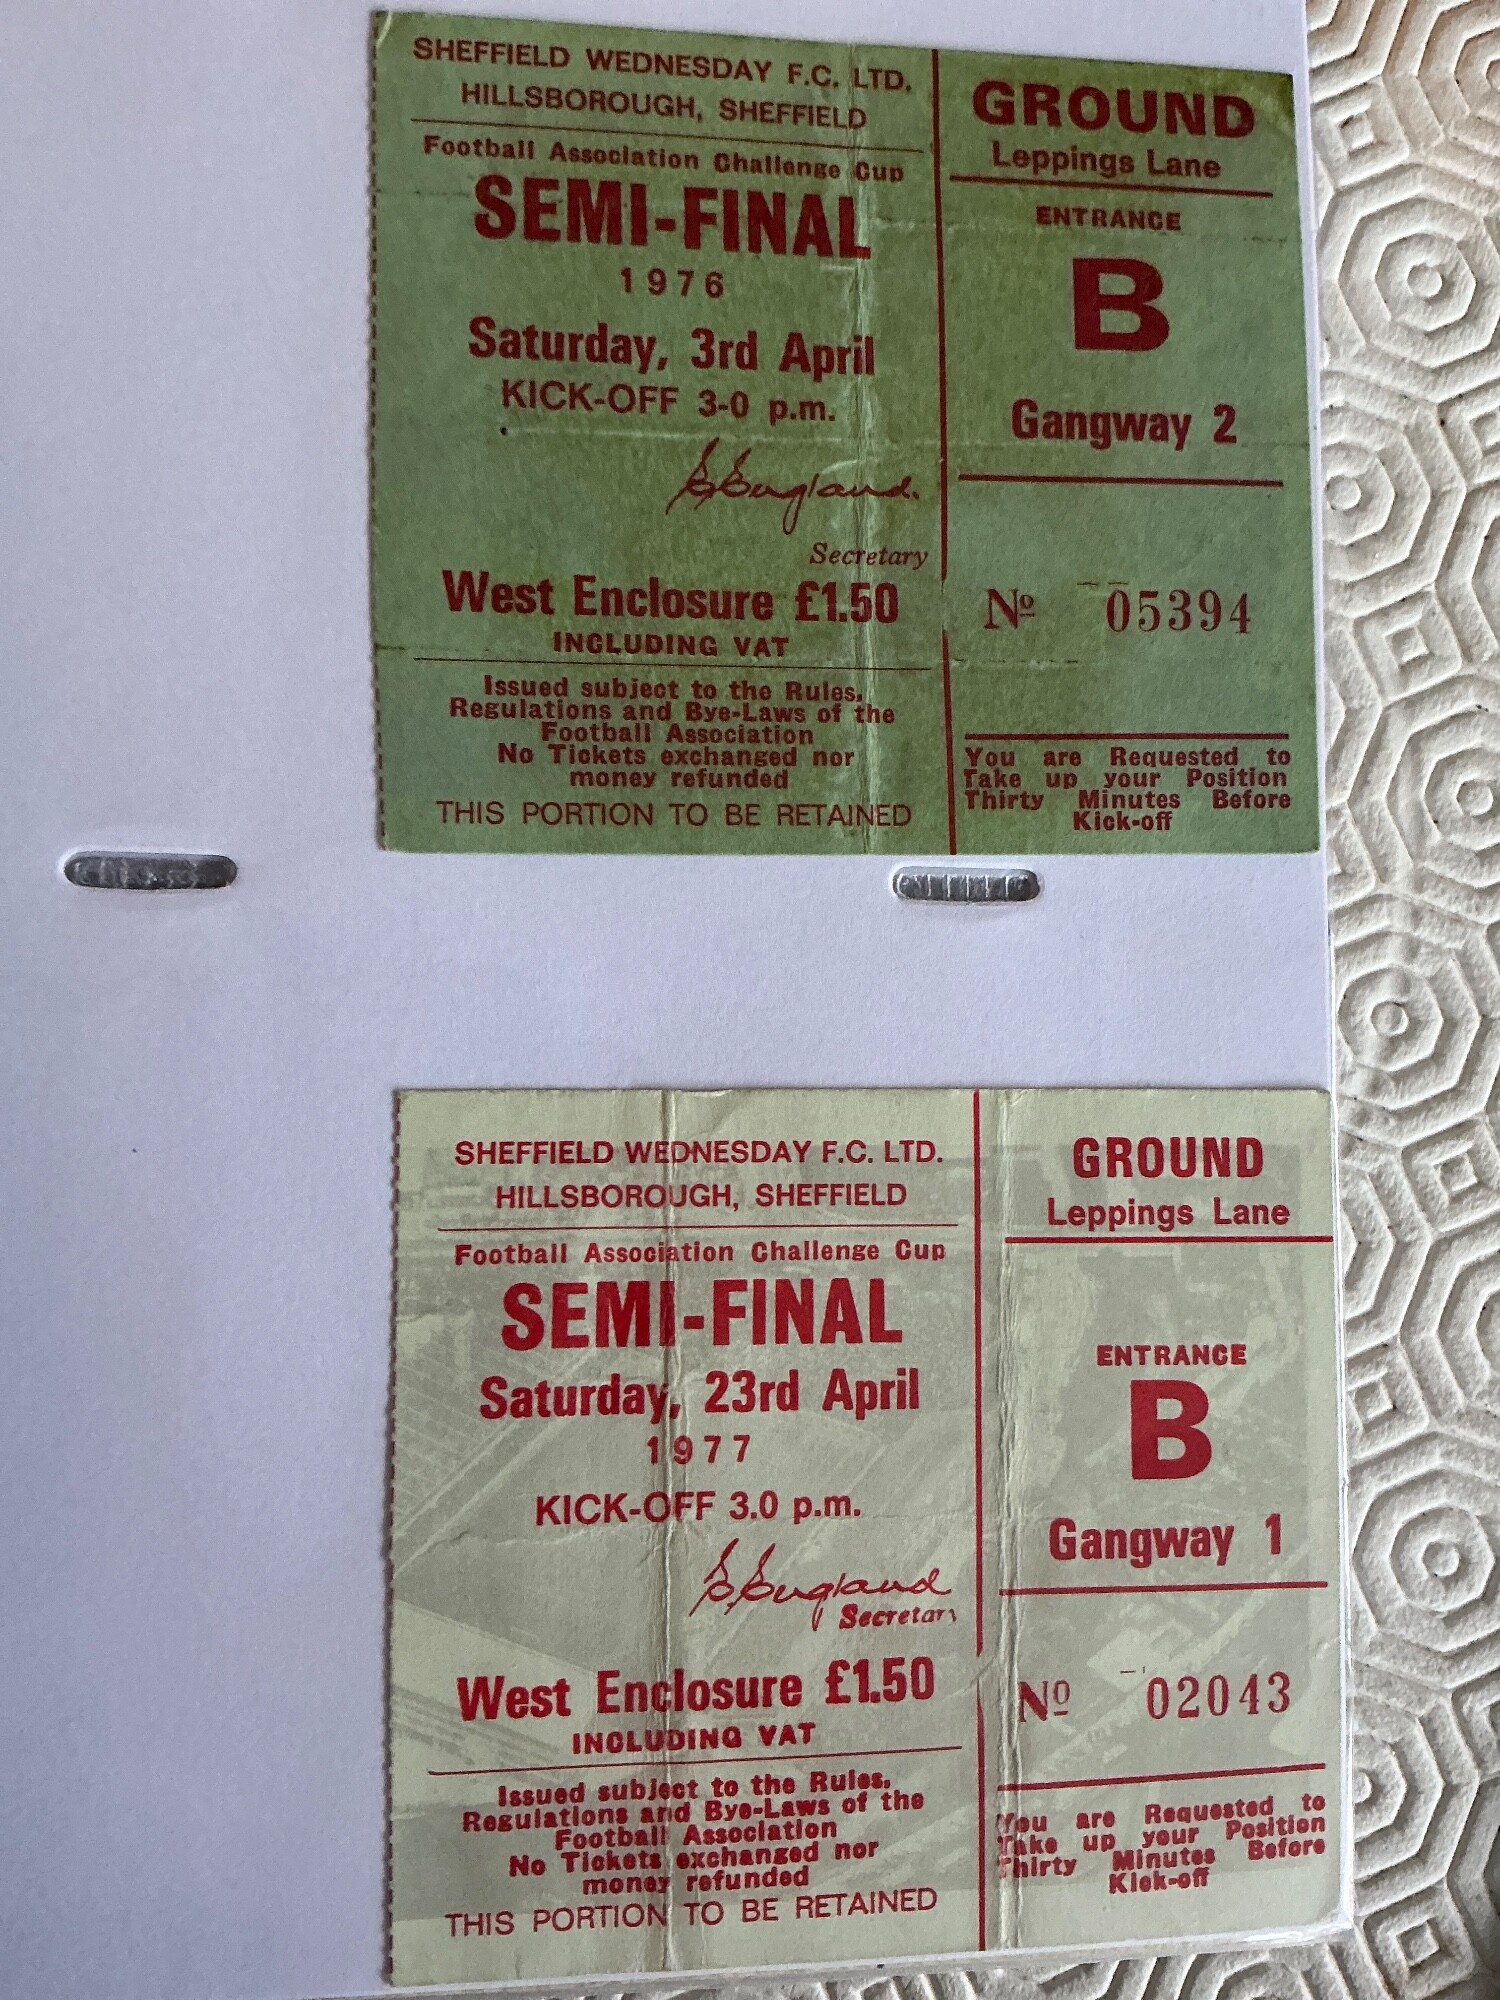 SHEFFIELD WEDNESDAY F.C. LTD.
HILLSBOROUGH, SHEFFIELD
Football Association Challenge Cup
SEMI-FINAL
1976
Saturday, 3rd April
KICK-OFF 3-0 p.m.
S England.
Secretary
West Enclosure £1.50
INCLUDING VAT
Issued subject to the Rules,
Regulations and Bye-Laws of the
Football Association
No Tickets exchanged nor
money refunded
THIS PORTION TO BE RETAINED
GROUND
Leppings Lane
ENTRANCE
B
Gangway 2
Nº 05394
You are Requested to
Take up your Position
Thirty Minutes Before
Kick-off
SHEFFIELD WEDNESDAY F.C. LTD.
HILLSBOROUGH, SHEFFIELD
Football Association Challenge Cup
SEMI-FINAL
Saturday, 23rd April
1977
KICK-OFF 3.0 p.m.
England
Secretary
West Enclosure £1.50
INCLUDING VAT
Issued subject to the Rules,
Regulations and Bye-Laws of the
Football Association
No Tickets exchanged nor
money refunded
THIS PORTION TO BE RETAINED
GROUND
Leppings Lane
ENTRANCE
B
Gangway 1
Nº 02043
You are Requested to
Take up your Position
Thirty Minutes Before
Kick-off